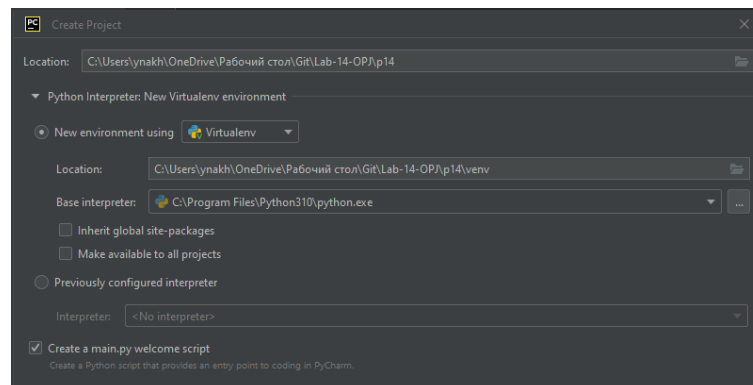 PC Create Project
Location: C:\Users\ynakh\OneDrive\Рабочий стол\Git\Lab-14-OPJ\p14
Python Interpreter: New Virtualenv environment
New environment using Virtualenv
Location: C:\Users\ynakh\OneDrive\Рабочий стол\Git\Lab-14-OPJ\p14\venv
Base interpreter: C:\Program Files\Python310\python.exe ...
Inherit global site-packages
Make available to all projects
Previously configured interpreter
Interpreter: <No interpreter>
Create a main.py welcome script
Create a Python script that provides an entry point to coding in PyCharm.